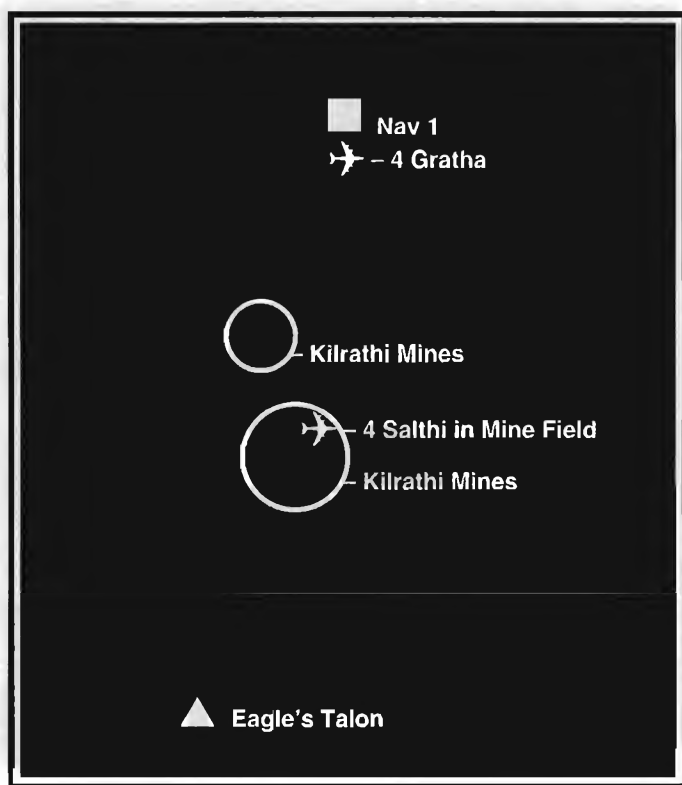 Nav 1
– 4 Gratha
Kilrathi Mines
– 4 Salthi in Mine Field
Kilrathi Mines
Eagle's Talon